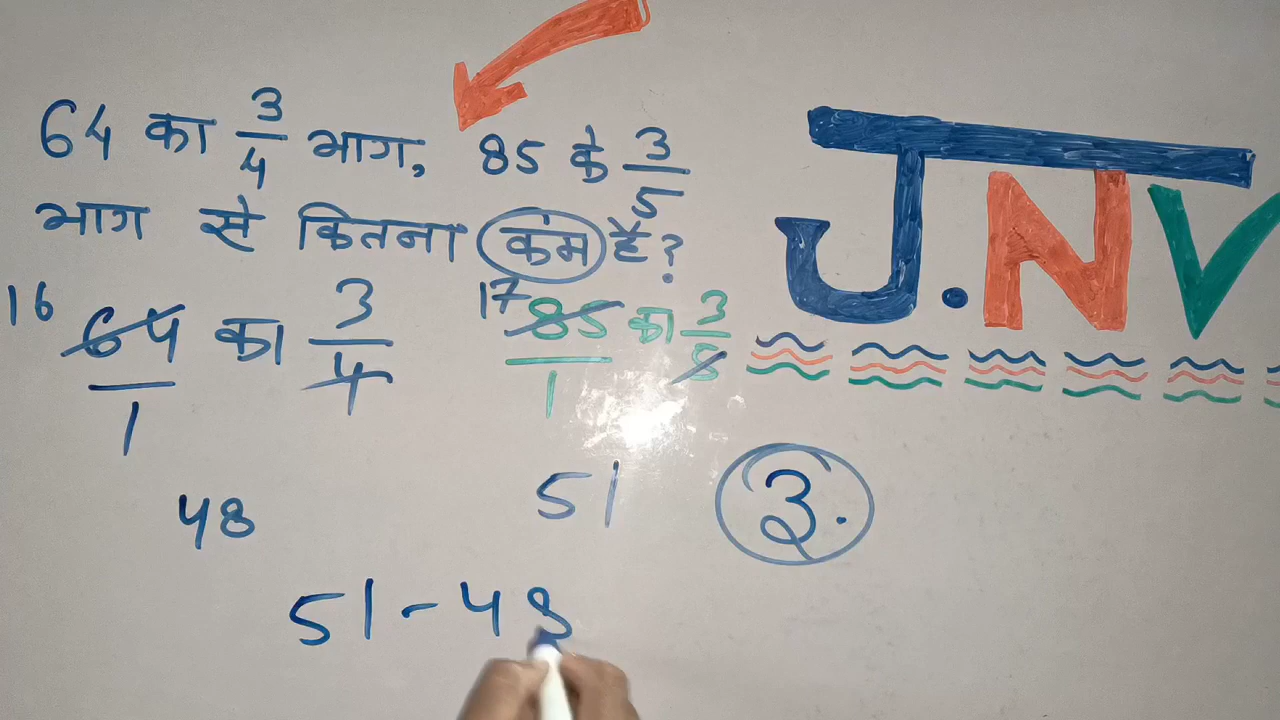 64 का 3/4 भाग, 85 के 3/5
भाग से कितना कम है?
16 64/1 का 3/4
17 85/1 का 3/5
48
51
3.
51-48
J.NV